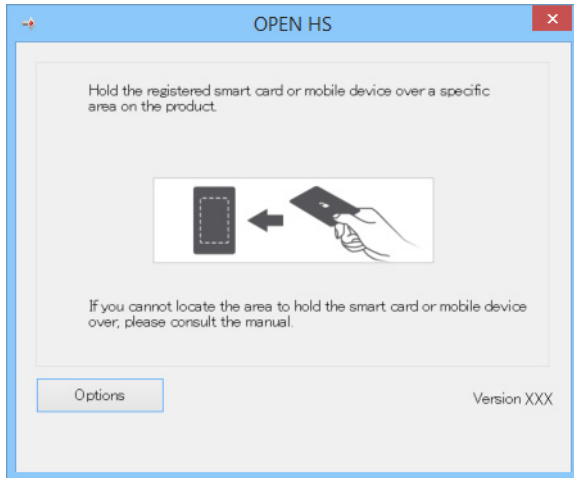 OPEN HS
Hold the registered smart card or mobile device over a specific
area on the product.
If you cannot locate the area to hold the smart card or mobile device
over, please consult the manual.
Options
Version XXX